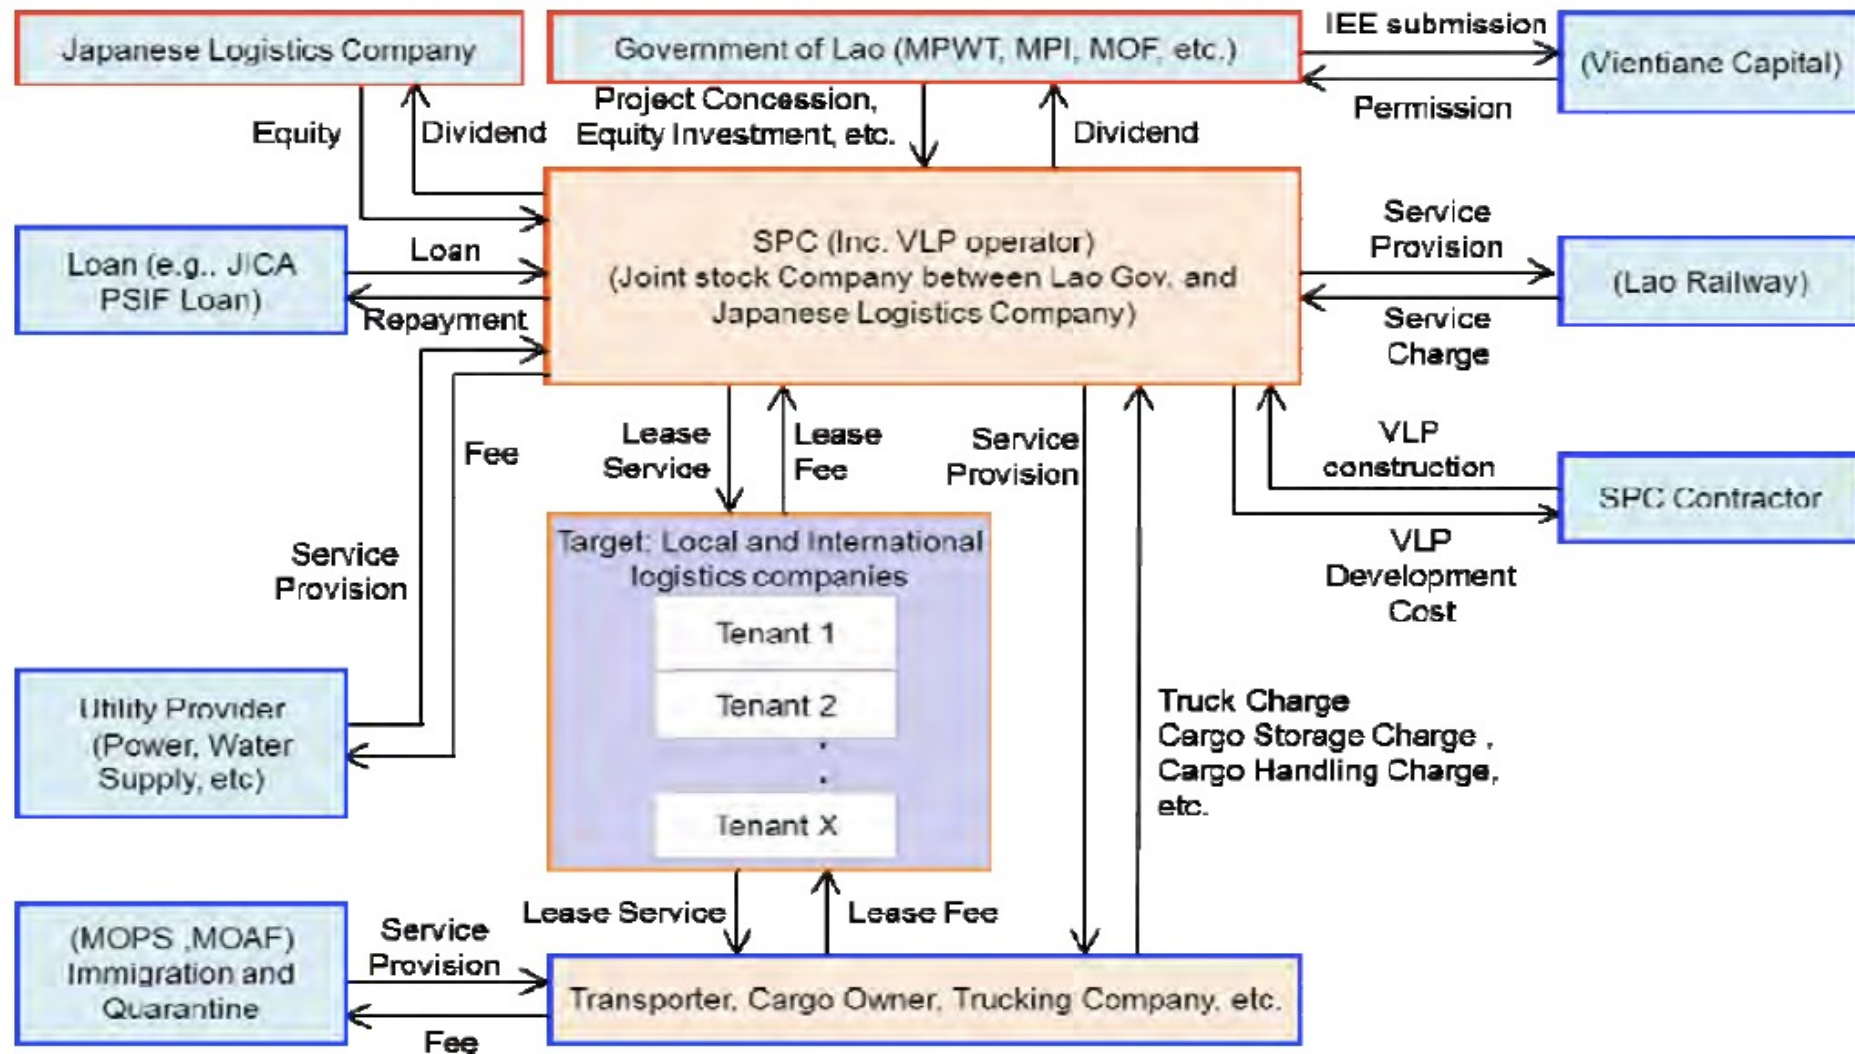 Japanese Logistics Company
Government of Lao (MPWT, MPI, MOF, etc.)
IEE submission
(Vientiane Capital)
Permission
Project Concession,
Equity Investment, etc.
Dividend
Equity
Dividend
SPC (Inc. VLP operator)
(Joint stock Company between Lao Gov. and
Japanese Logistics Company)
Loan (e.g.. JICA
PSIF Loan)
Loan
Repayment
Service
Provision
(Lao Railway)
Service
Charge
Fee
Lease
Service
Lease
Fee
Service
Provision
VLP
construction
SPC Contractor
VLP
Development
Cost
Service
Provision
Target: Local and International
logistics companies
Tenant 1
Tenant 2
.
.
Tenant X
Utility Provider
(Power, Water
Supply, etc)
Truck Charge
Cargo Storage Charge ,
Cargo Handling Charge,
etc.
Lease Service
Lease Fee
(MOPS ,MOAF)
Immigration and
Quarantine
Service
Provision
Fee
Transporter, Cargo Owner, Trucking Company, etc.